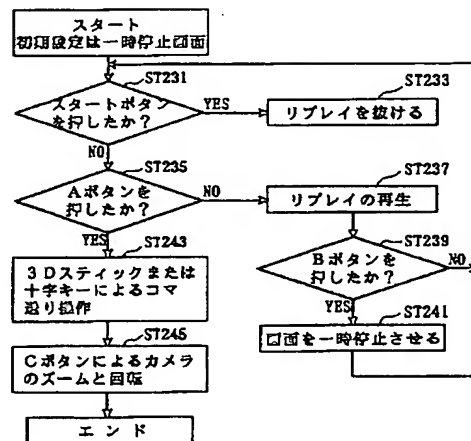 スタート
初期設定は一時停止画面
ST231
スタートボタン
を押したか？
YES
NO
ST233
リプレイを抜ける
ST235
Aボタンを
押したか？
NO
YES
ST237
リプレイの再生
ST239
Bボタンを
押したか？
NO
YES
ST241
画面を一時停止させる
ST243
3Dスティックまたは
十字キーによるコマ
送り操作
ST245
Cボタンによるカメラ
のズームと回転
エンド